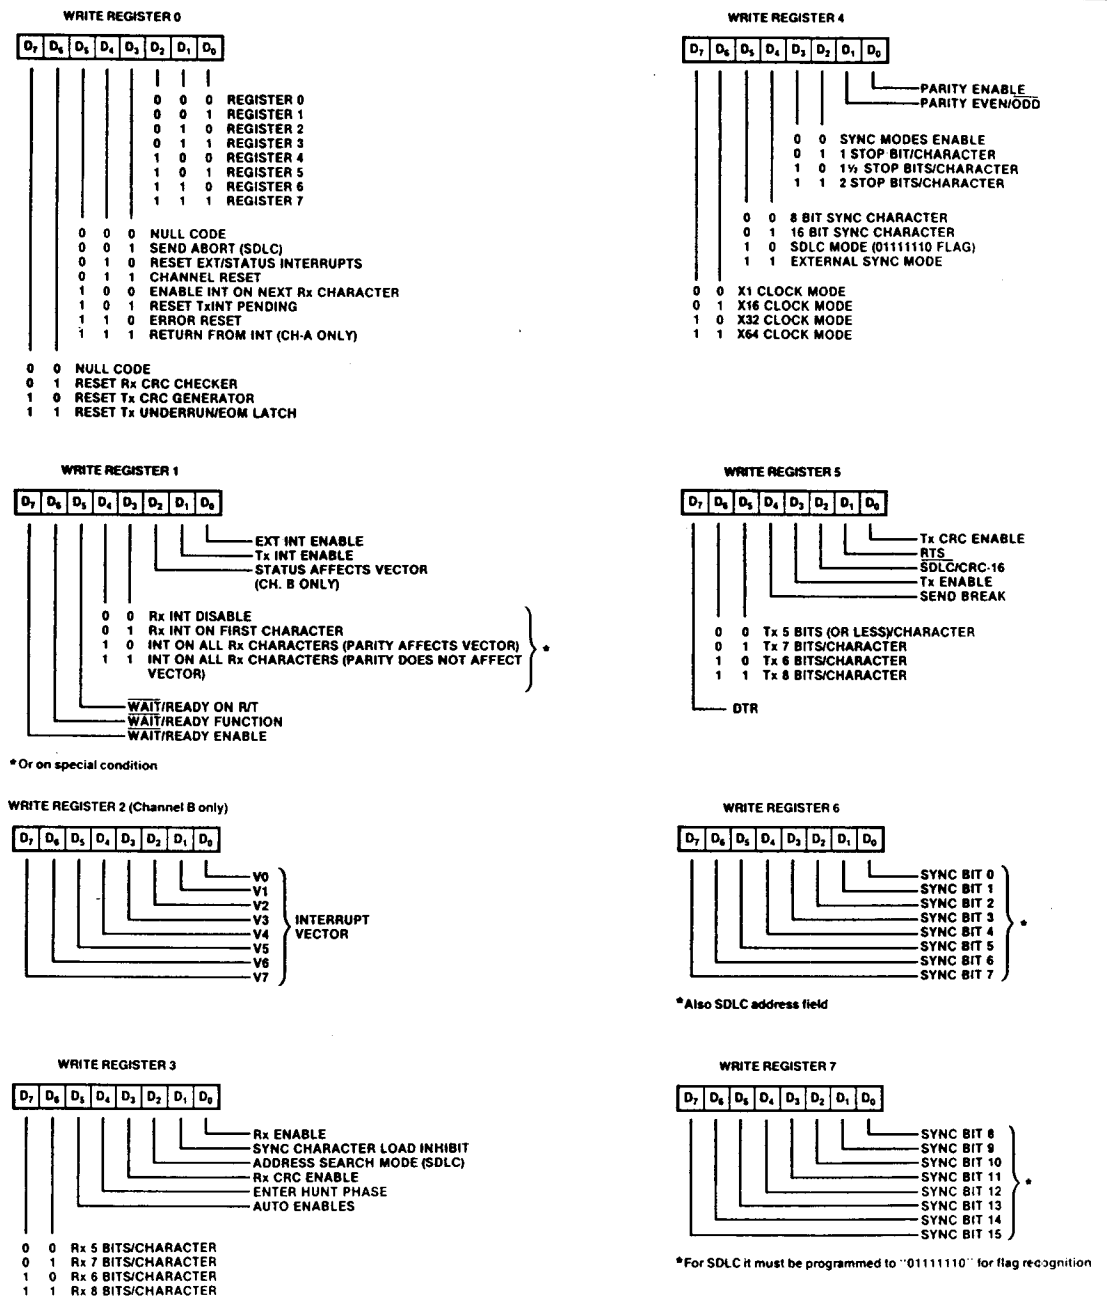 WRITE REGISTER 0
D7 D6 D5 D4 D3 D2 D1 D0
0 0 0 REGISTER 0
0 0 1 REGISTER 1
0 1 0 REGISTER 2
0 1 1 REGISTER 3
1 0 0 REGISTER 4
1 0 1 REGISTER 5
1 1 0 REGISTER 6
1 1 1 REGISTER 7
0 0 0 NULL CODE
0 0 1 SEND ABORT (SDLC)
0 1 0 RESET EXT/STATUS INTERRUPTS
0 1 1 CHANNEL RESET
1 0 0 ENABLE INT ON NEXT Rx CHARACTER
1 0 1 RESET TxINT PENDING
1 1 0 ERROR RESET
1 1 1 RETURN FROM INT (CH-A ONLY)
0 0 NULL CODE
0 1 RESET Rx CRC CHECKER
1 0 RESET Tx CRC GENERATOR
1 1 RESET Tx UNDERRUN/EOM LATCH
WRITE REGISTER 1
D7 D6 D5 D4 D3 D2 D1 D0
EXT INT ENABLE
Tx INT ENABLE
STATUS AFFECTS VECTOR
(CH. B ONLY)
0 0 Rx INT DISABLE
0 1 Rx INT ON FIRST CHARACTER
1 0 INT ON ALL Rx CHARACTERS (PARITY AFFECTS VECTOR)
1 1 INT ON ALL Rx CHARACTERS (PARITY DOES NOT AFFECT
VECTOR)
*
WAIT/READY ON R/T
WAIT/READY FUNCTION
WAIT/READY ENABLE
*Or on special condition
WRITE REGISTER 2 (Channel B only)
D7 D6 D5 D4 D3 D2 D1 D0
V0
V1
V2
V3
V4
V5
V6
V7
INTERRUPT
VECTOR
WRITE REGISTER 3
D7 D6 D5 D4 D3 D2 D1 D0
Rx ENABLE
SYNC CHARACTER LOAD INHIBIT
ADDRESS SEARCH MODE (SDLC)
Rx CRC ENABLE
ENTER HUNT PHASE
AUTO ENABLES
0 0 Rx 5 BITS/CHARACTER
0 1 Rx 7 BITS/CHARACTER
1 0 Rx 6 BITS/CHARACTER
1 1 Rx 8 BITS/CHARACTER
WRITE REGISTER 4
D7 D6 D5 D4 D3 D2 D1 D0
PARITY ENABLE
PARITY EVEN/ODD
0 0 SYNC MODES ENABLE
0 1 1 STOP BIT/CHARACTER
1 0 1½ STOP BITS/CHARACTER
1 1 2 STOP BITS/CHARACTER
0 0 8 BIT SYNC CHARACTER
0 1 16 BIT SYNC CHARACTER
1 0 SDLC MODE (01111110 FLAG)
1 1 EXTERNAL SYNC MODE
0 0 X1 CLOCK MODE
0 1 X16 CLOCK MODE
1 0 X32 CLOCK MODE
1 1 X64 CLOCK MODE
WRITE REGISTER 5
D7 D6 D5 D4 D3 D2 D1 D0
Tx CRC ENABLE
RTS
SDLC/CRC-16
Tx ENABLE
SEND BREAK
0 0 Tx 5 BITS (OR LESS)/CHARACTER
0 1 Tx 7 BITS/CHARACTER
1 0 Tx 6 BITS/CHARACTER
1 1 Tx 8 BITS/CHARACTER
DTR
WRITE REGISTER 6
D7 D6 D5 D4 D3 D2 D1 D0
SYNC BIT 0
SYNC BIT 1
SYNC BIT 2
SYNC BIT 3
SYNC BIT 4
SYNC BIT 5
SYNC BIT 6
SYNC BIT 7
*
*Also SDLC address field
WRITE REGISTER 7
D7 D6 D5 D4 D3 D2 D1 D0
SYNC BIT 8
SYNC BIT 9
SYNC BIT 10
SYNC BIT 11
SYNC BIT 12
SYNC BIT 13
SYNC BIT 14
SYNC BIT 15
*
*For SDLC it must be programmed to "01111110" for flag recognition